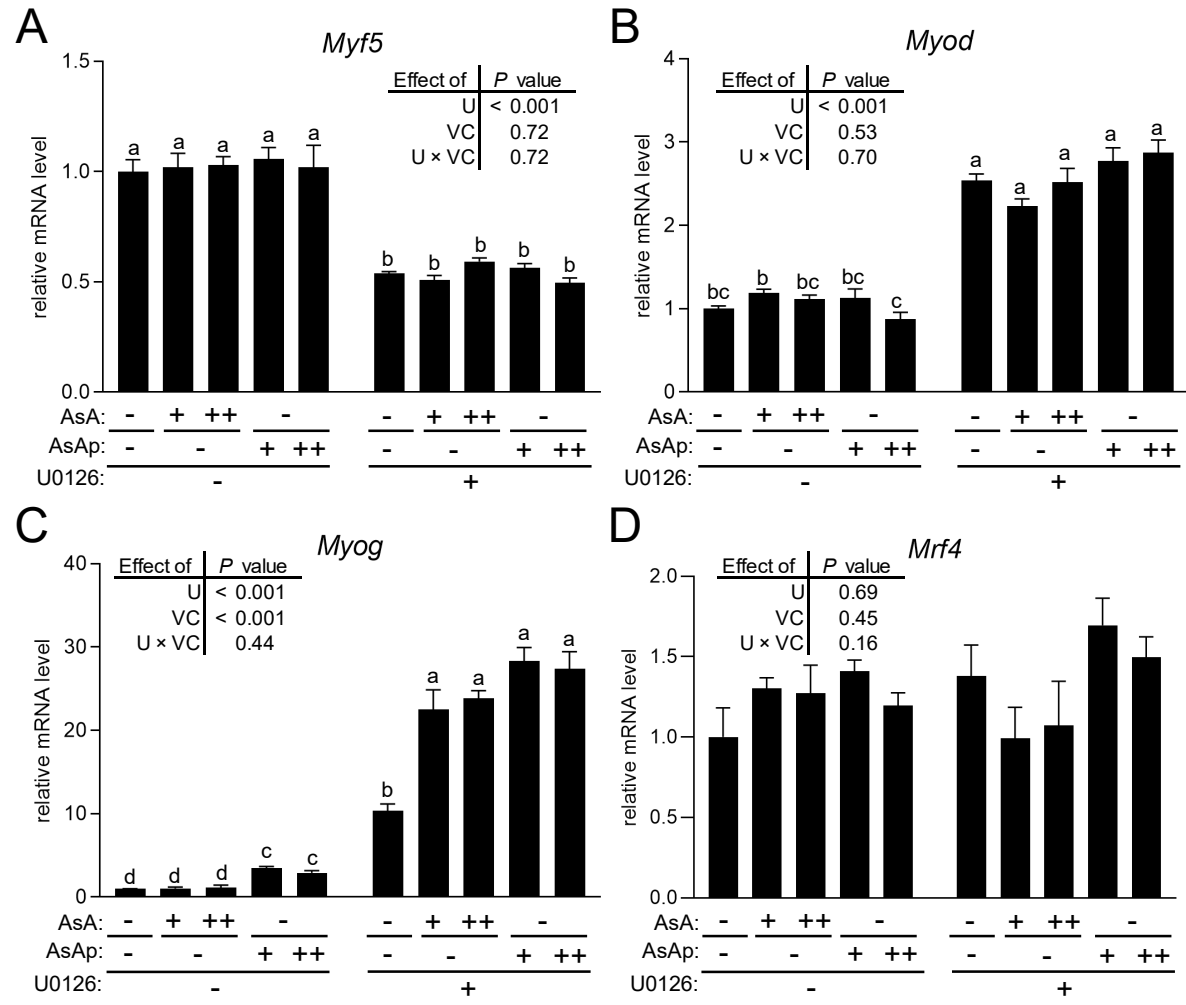 A
Myf5
1.5
1.0
0.5
0.0
relative mRNA level
Effect of P value
U < 0.001
VC 0.72
U × VC 0.72
a a a a a b b b b b
AsA: - + ++ - - + ++ -
AsAp: - - + ++ - - + ++
U0126: - +
B
Myod
4
3
2
1
0
relative mRNA level
Effect of P value
U < 0.001
VC 0.53
U × VC 0.70
bc b bc bc c a a a a a
AsA: - + ++ - - + ++ -
AsAp: - - + ++ - - + ++
U0126: - +
C
Myog
40
30
20
10
0
relative mRNA level
Effect of P value
U < 0.001
VC < 0.001
U × VC 0.44
d d d c c b a a a a
AsA: - + ++ - - + ++ -
AsAp: - - + ++ - - + ++
U0126: - +
D
Mrf4
2.0
1.5
1.0
0.5
0.0
relative mRNA level
Effect of P value
U 0.69
VC 0.45
U × VC 0.16
AsA: - + ++ - - + ++ -
AsAp: - - + ++ - - + ++
U0126: - +